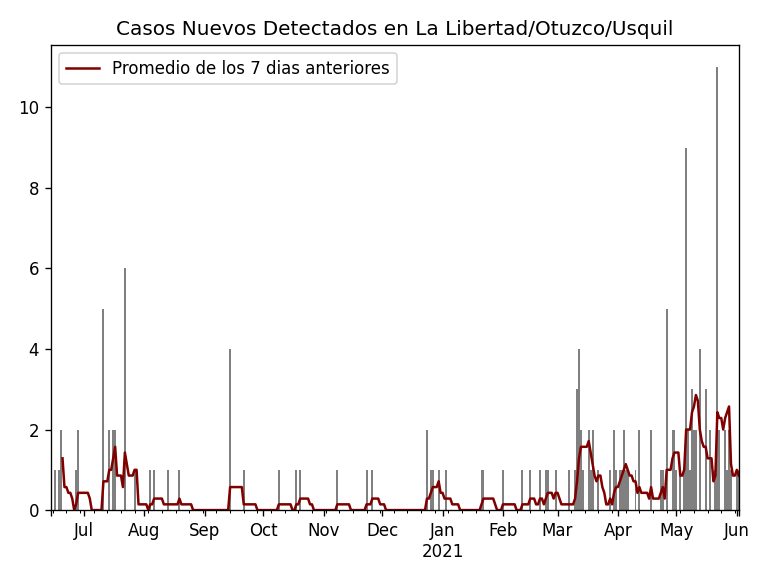 Casos Nuevos Detectados en La Libertad/Otuzco/Usquil
Promedio de los 7 dias anteriores
10
8
6
4
2
0
Jul Aug Sep Oct Nov Dec Jan Feb Mar Apr May Jun
2021